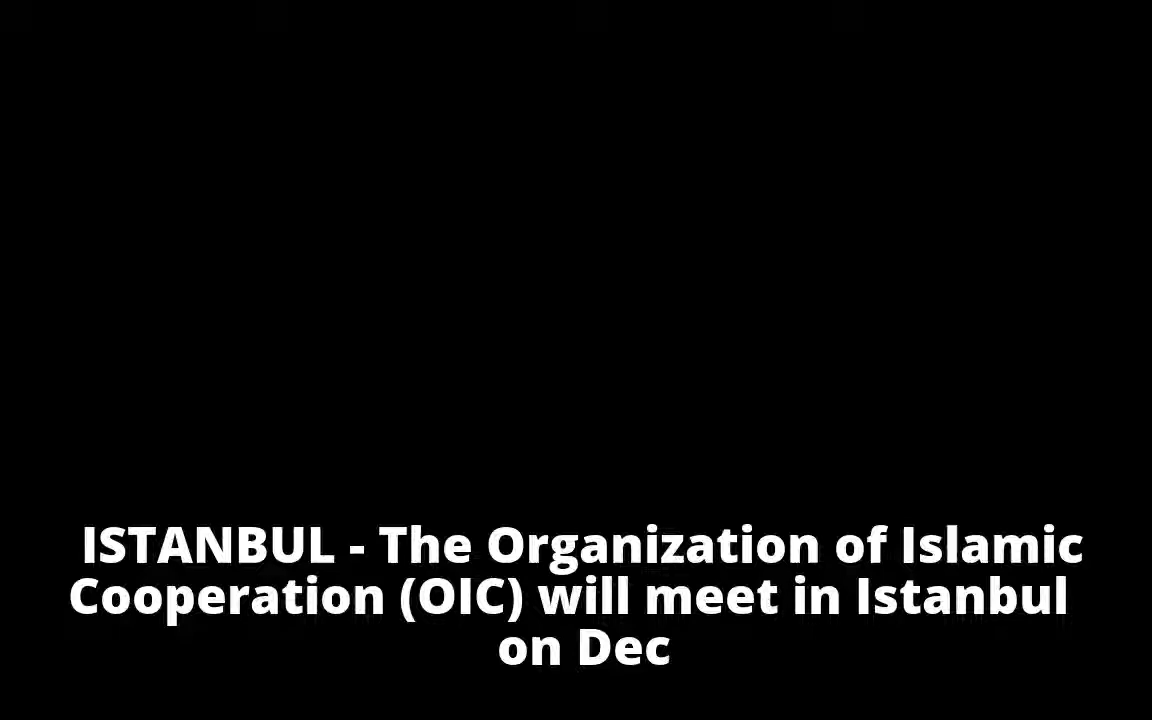 ISTANBUL - The Organization of Islamic
Cooperation (OIC) will meet in Istanbul
on Dec